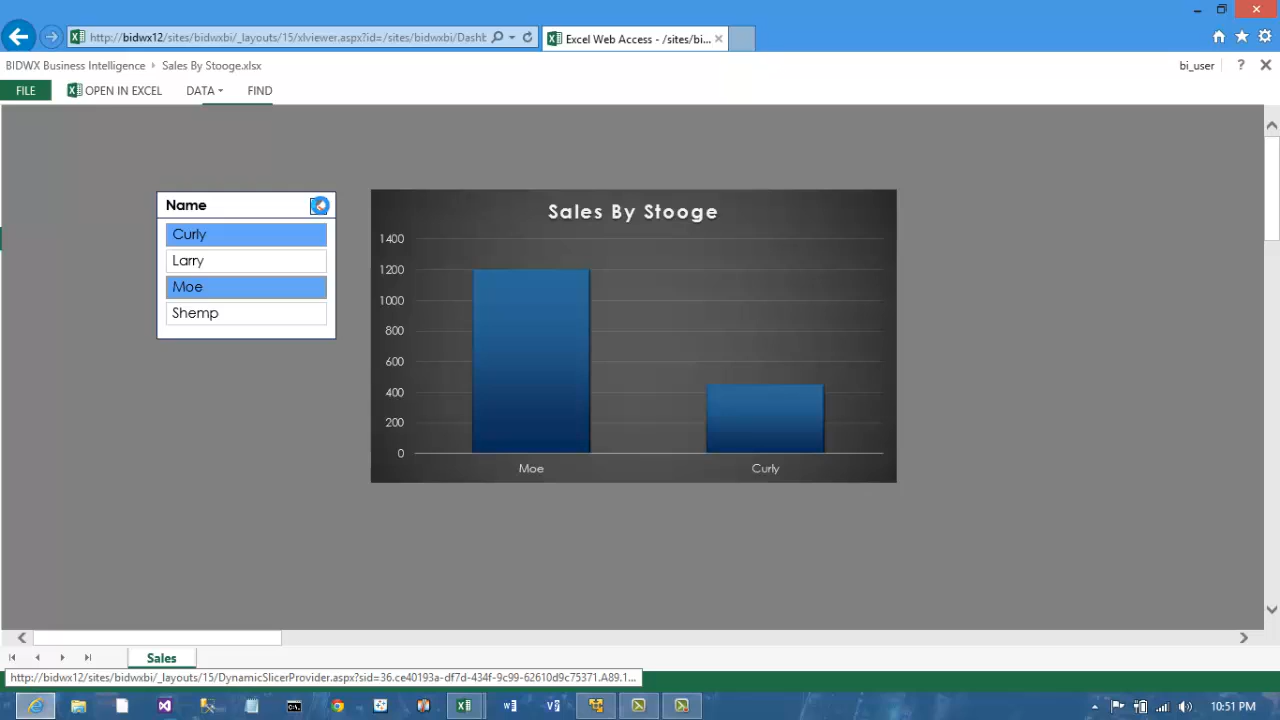 http://bidwx12/sites/bidwxbi/_layouts/15/xlviewer.aspx?id=/sites/bidwxbi/Dashb
Excel Web Access - /sites/bi...
BIDWX Business Intelligence ▸ Sales By Stooge.xlsx
bi_user
?
FILE
OPEN IN EXCEL
DATA
FIND
Name
Curly
Larry
Moe
Shemp
Sales By Stooge
1400
1200
1000
800
600
400
200
0
Moe
Curly
Sales
http://bidwx12/sites/bidwxbi/_layouts/15/DynamicSlicerProvider.aspx?sid=36.ce40193a-df7d-434f-9c99-62610d9c75371.A89.1...
10:51 PM